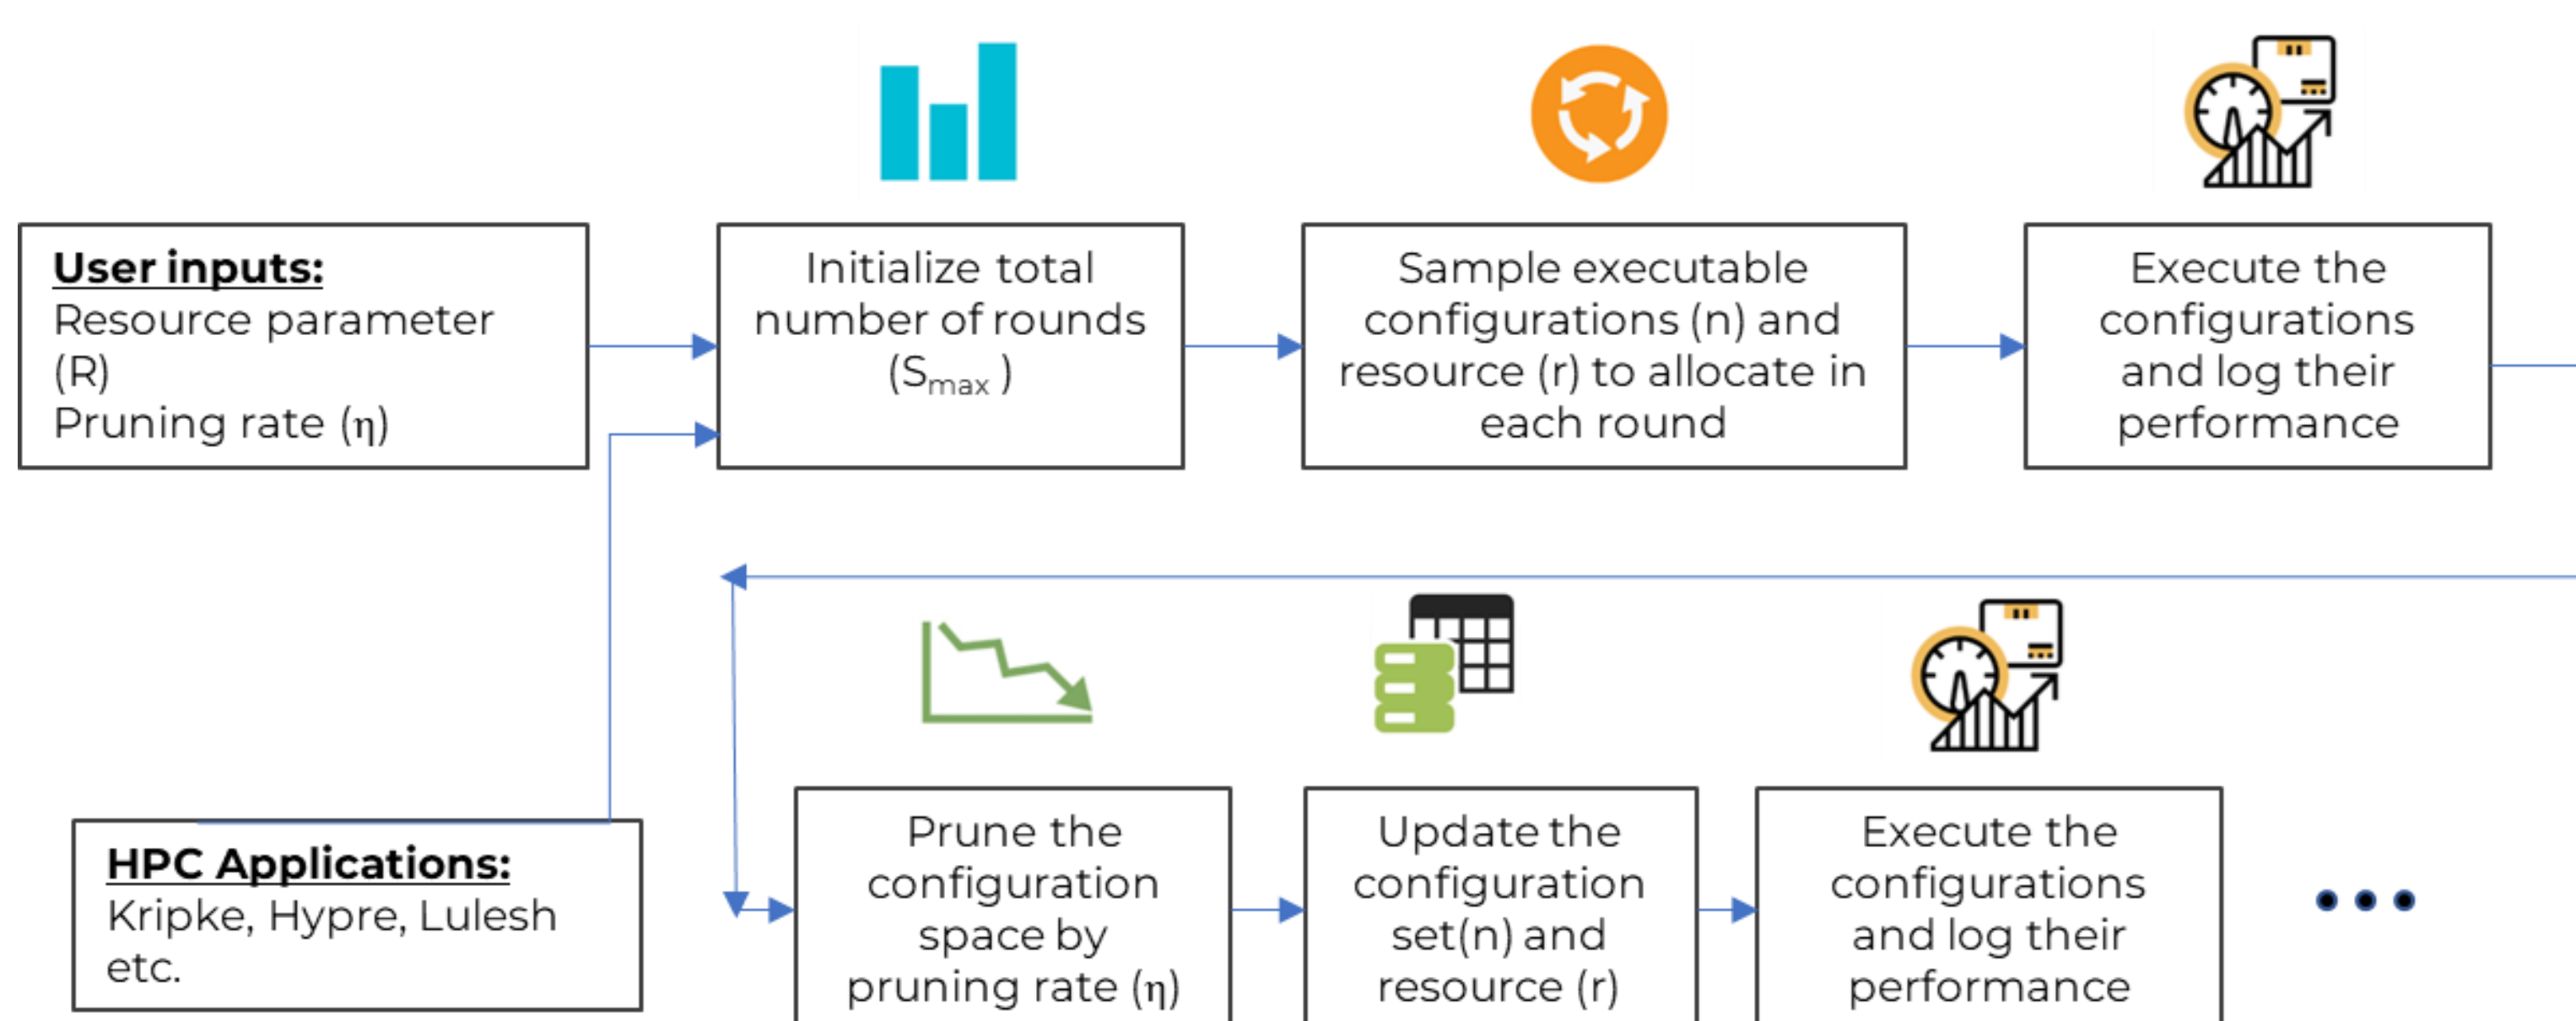 User inputs:
Resource parameter
(R)
Pruning rate (η)
Initialize total
number of rounds
(Smax )
Sample executable
configurations (n) and
resource (r) to allocate in
each round
Execute the
configurations
and log their
performance
HPC Applications:
Kripke, Hypre, Lulesh
etc.
Prune the
configuration
space by
pruning rate (η)
Update the
configuration
set(n) and
resource (r)
Execute the
configurations
and log their
performance